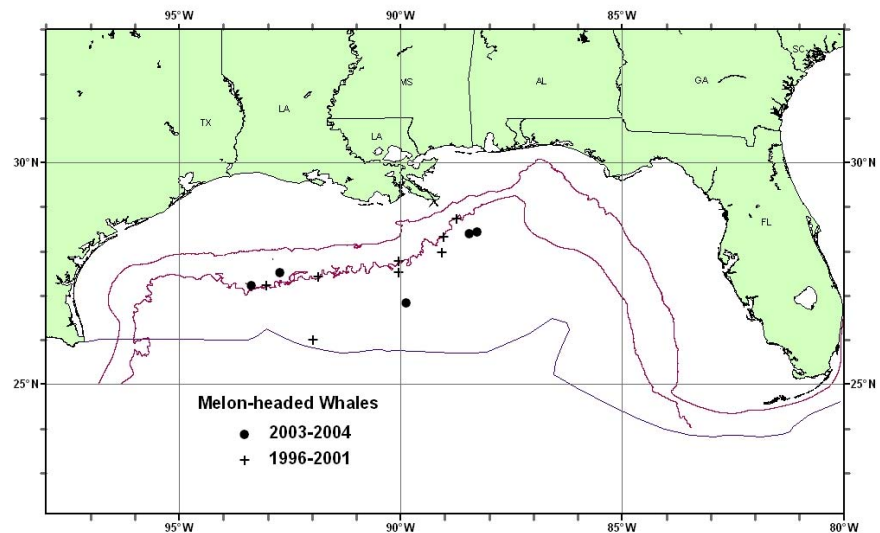 95°W 90°W 85°W 80°W
SC
MS AL GA
LA
TX
LA
30°N 30°N
FL
25°N 25°N
Melon-headed Whales
2003-2004
1996-2001
95°W 90°W 85°W 80°W